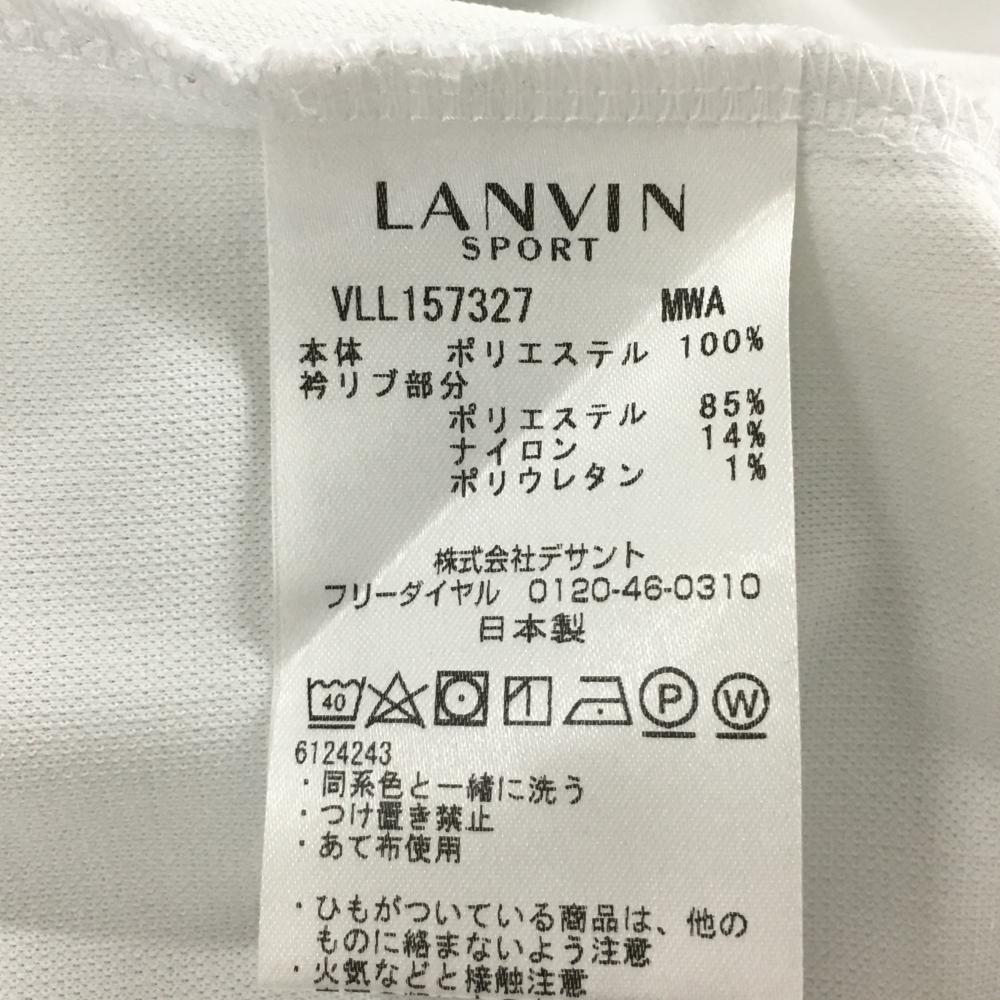 LANVIN
SPORT
VLL157327 MWA
本体 ポリエステル 100%
衿リブ部分
ポリエステル 85%
ナイロン 14%
ポリウレタン 1%
株式会社デサント
フリーダイヤル 0120-46-0310
日本製
40 P W
6124243
・同系色と一緒に洗う
・つけ置き禁止
・あて布使用
・ひもがついている商品は、他の
ものに絡まないよう注意
・火気などと接触注意